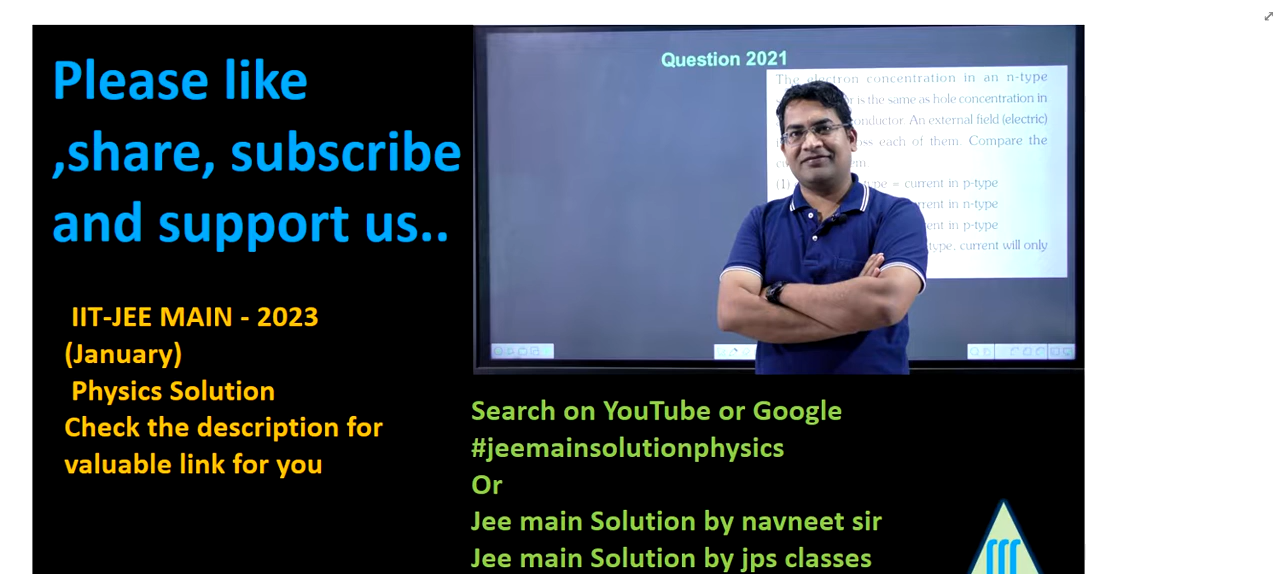 Please like
,share, subscribe
and support us..
IIT-JEE MAIN - 2023
(January)
Physics Solution
Check the description for
valuable link for you
Question 2021
The electron concentration in an n-type
is the same as hole concentration in
An external field (electric)
each of them. Compare the
(1) = current in p-type
in n-type
in p-type
current will only
Search on YouTube or Google
#jeemainsolutionphysics
Or
Jee main Solution by navneet sir
Jee main Solution by jps classes